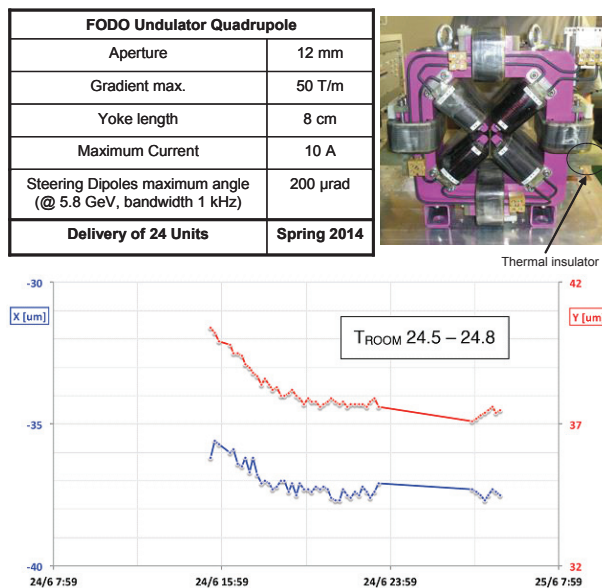 FODO Undulator Quadrupole
Aperture 12 mm
Gradient max. 50 T/m
Yoke length 8 cm
Maximum Current 10 A
Steering Dipoles maximum angle 200 µrad
(@ 5.8 GeV, bandwidth 1 kHz)
Delivery of 24 Units Spring 2014
Thermal insulator
-30 42
X [um] Y [um]
TROOM 24.5 – 24.8
-35 37
-40 32
24/6 7:59 24/6 15:59 24/6 23:59 25/6 7:59